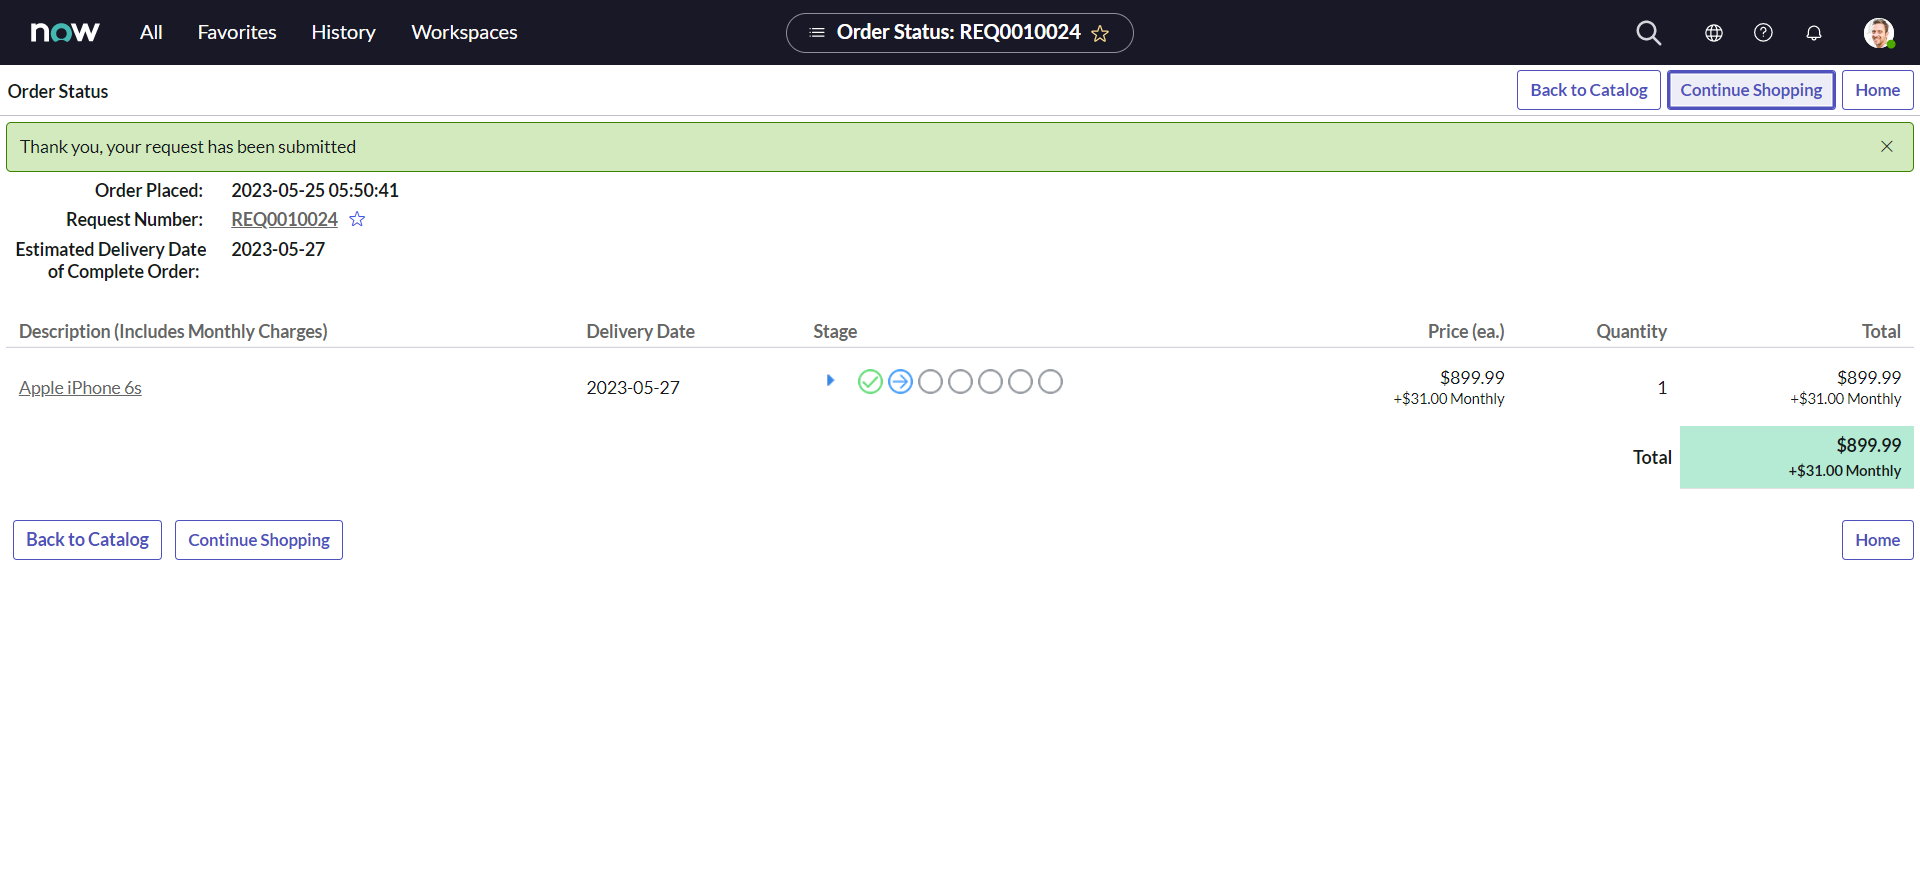 now All Favorites History Workspaces Order Status: REQ0010024
Order Status Back to Catalog Continue Shopping Home
Thank you, your request has been submitted
Order Placed: 2023-05-25 05:50:41
Request Number: REQ0010024
Estimated Delivery Date 2023-05-27
of Complete Order:
Description (Includes Monthly Charges) Delivery Date Stage Price (ea.) Quantity Total
Apple iPhone 6s 2023-05-27 $899.99 1 $899.99
+$31.00 Monthly +$31.00 Monthly
Total $899.99
+$31.00 Monthly
Back to Catalog Continue Shopping Home